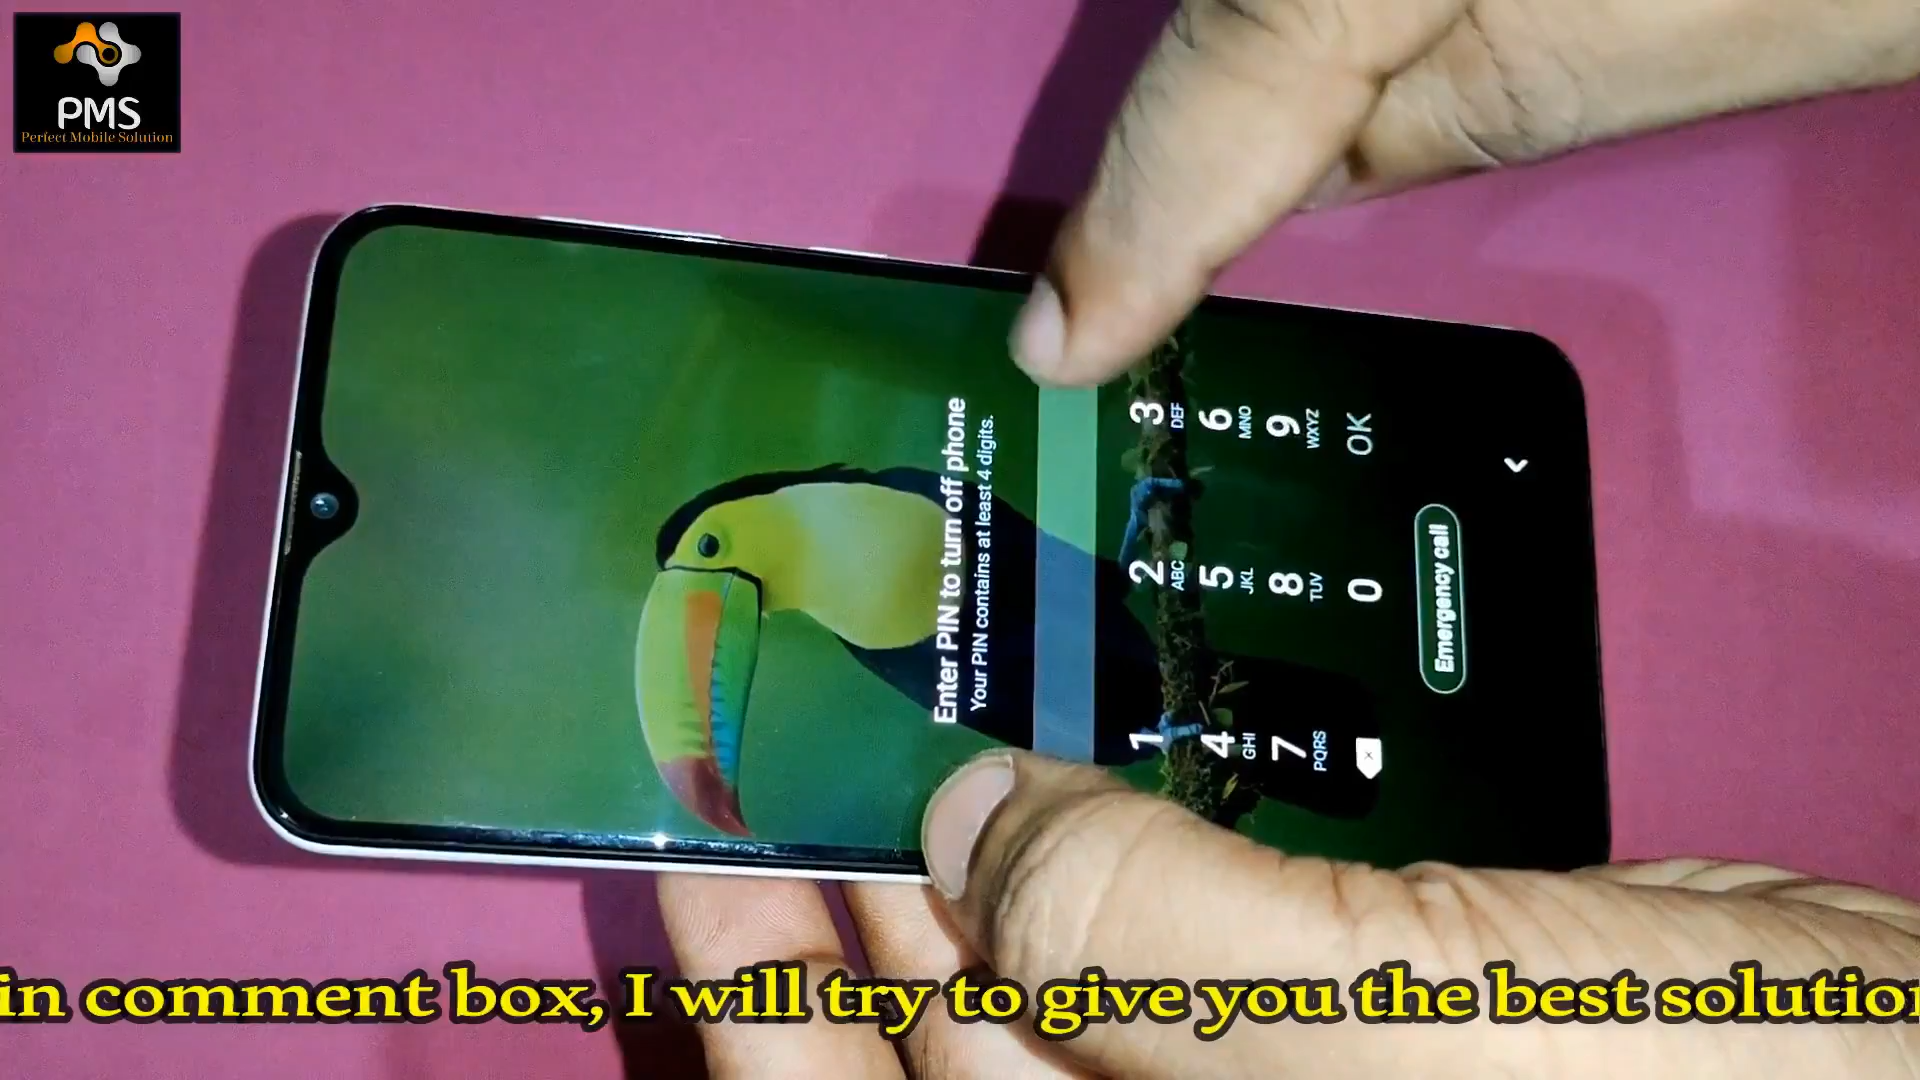 PMS
Perfect Mobile Solution
Enter PIN to turn off phone
Your PIN contains at least 4 digits.
1 2 ABC 3 DEF
4 GHI 5 JKL 6 MNO
7 PQRS 8 TUV 9 WXYZ
0 OK
Emergency call
in comment box, I will try to give you the best solution